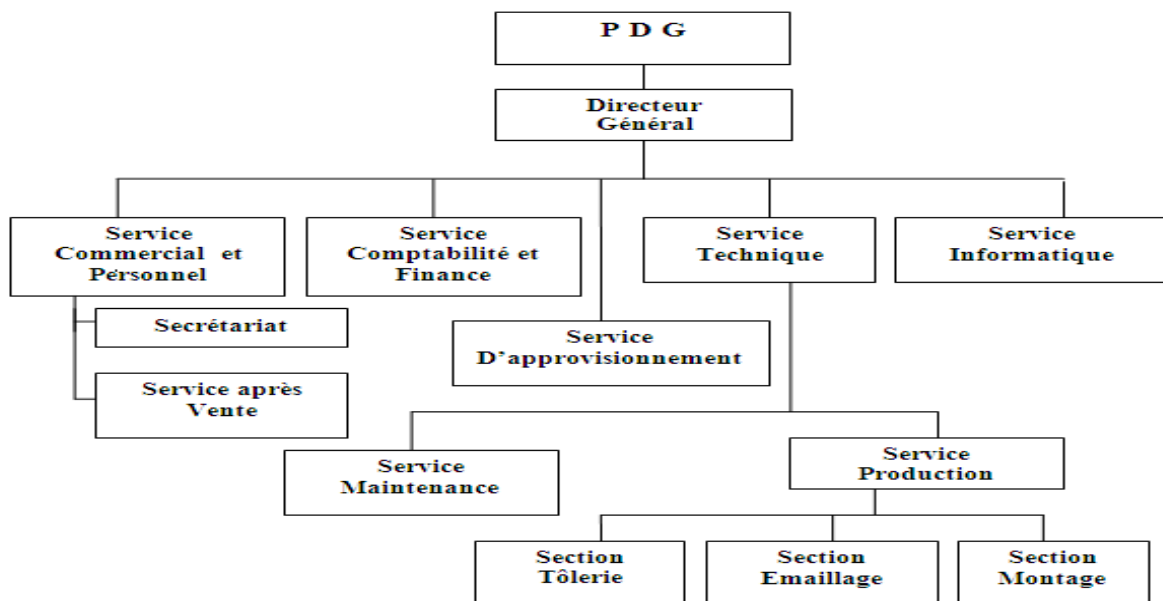 P D G
Directeur
Général
Service
Commercial et
Personnel
Service
Comptabilité et
Finance
Service
Technique
Service
Informatique
Secrétariat
Service
D'approvisionnement
Service après
Vente
Service
Maintenance
Service
Production
Section
Tôlerie
Section
Emaillage
Section
Montage